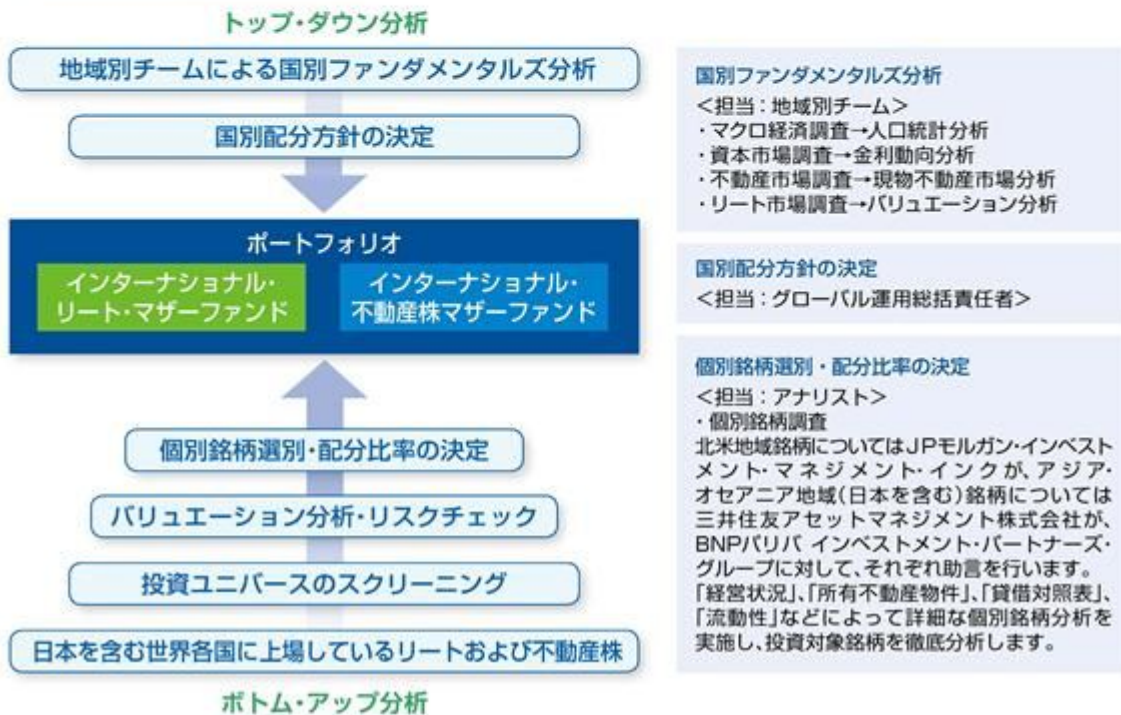 トップ・ダウン分析
地域別チームによる国別ファンダメンタルズ分析
国別配分方針の決定
ポートフォリオ
インターナショナル・
リート・マザーファンド
インターナショナル・
不動産株マザーファンド
個別銘柄選別・配分比率の決定
バリュエーション分析・リスクチェック
投資ユニバースのスクリーニング
日本を含む世界各国に上場しているリートおよび不動産株
ボトム・アップ分析
国別ファンダメンタルズ分析
<担当：地域別チーム>
・マクロ経済調査→人口統計分析
・資本市場調査→金利動向分析
・不動産市場調査→現物不動産市場分析
・リート市場調査→バリュエーション分析
国別配分方針の決定
<担当：グローバル運用総括責任者>
個別銘柄選別・配分比率の決定
<担当：アナリスト>
・個別銘柄調査
北米地域銘柄についてはJPモルガン・インベスト
メント・マネジメント・インクが、アジア・
オセアニア地域(日本を含む)銘柄については
三井住友アセットマネジメント株式会社が、
BNPパリバ インベストメント・パートナーズ・
グループに対して、それぞれ助言を行います。
「経営状況」、「所有不動産物件」、「貸借対照表」、
「流動性」などによって詳細な個別銘柄分析を
実施し、投資対象銘柄を徹底分析します。